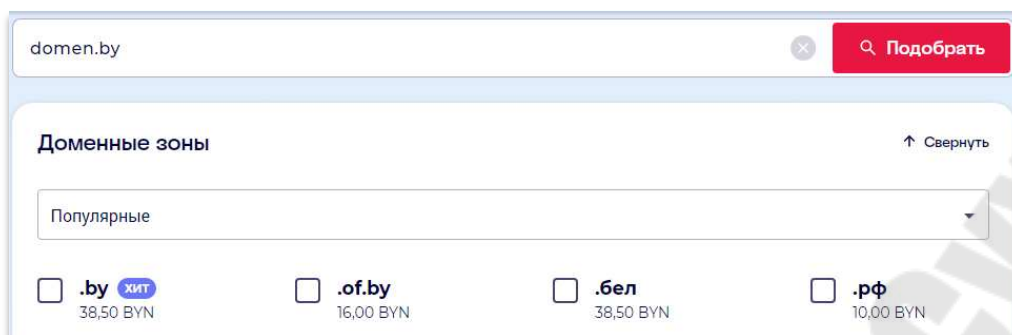 domen.by
Подобрать
Доменные зоны
↑ Свернуть
Популярные
.by хит .of.by .бел .рф
38,50 BYN 16,00 BYN 38,50 BYN 10,00 BYN